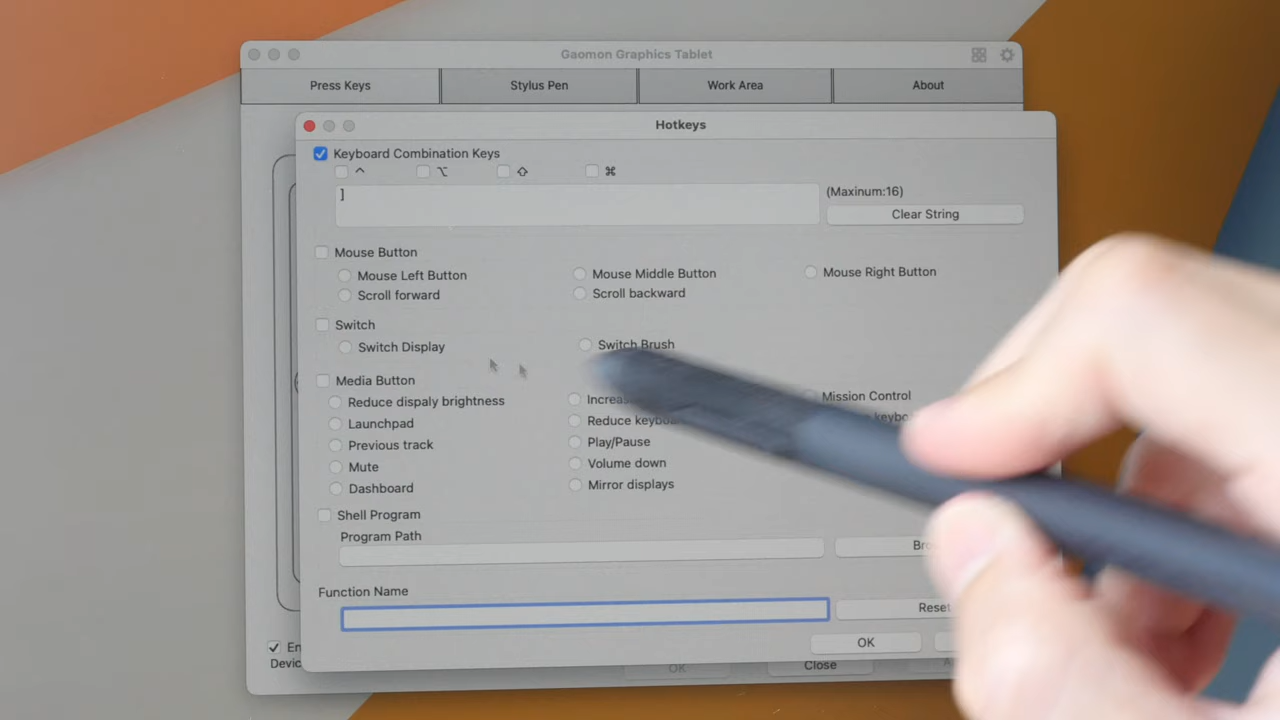 Gaomon Graphics Tablet
Press Keys Stylus Pen Work Area About
Hotkeys
Keyboard Combination Keys
^ ⌥ ⇧ ⌘
]
(Maxinum:16)
Clear String
Mouse Button
Mouse Left Button Mouse Middle Button Mouse Right Button
Scroll forward Scroll backward
Switch
Switch Display Switch Brush
Media Button
Reduce dispaly brightness Mission Control
Launchpad Reduce
Previous track Play/Pause
Mute Volume down
Dashboard Mirror displays
Shell Program
Program Path
Function Name
Reset
OK
Close